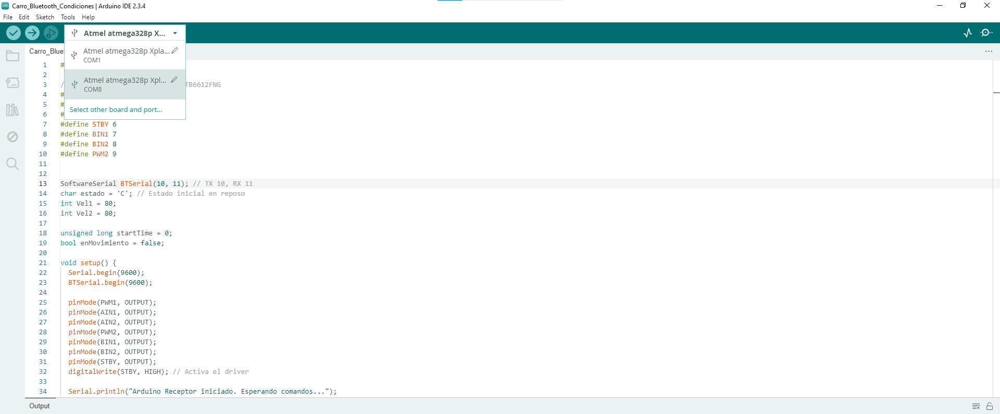 Carro_Bluetooth_Condiciones | Arduino IDE 2.3.4
File Edit Sketch Tools Help
Atmel atmega328p X...
Atmel atmega328p Xpla...
COM1
Atmel atmega328p Xpl...
COM8
Select other board and port...
Carro_Blue
1 #
2
3 / TB6612FNG
4 #
5 #
6 #
7 #define STBY 6
8 #define BIN1 7
9 #define BIN2 8
10 #define PWM2 9
11
12
13 SoftwareSerial BTSerial(10, 11); // TX 10, RX 11
14 char estado = 'C'; // Estado inicial en reposo
15 int Vel1 = 80;
16 int Vel2 = 80;
17
18 unsigned long startTime = 0;
19 bool enMovimiento = false;
20
21 void setup() {
22 Serial.begin(9600);
23 BTSerial.begin(9600);
24
25 pinMode(PWM1, OUTPUT);
26 pinMode(AIN1, OUTPUT);
27 pinMode(AIN2, OUTPUT);
28 pinMode(PWM2, OUTPUT);
29 pinMode(BIN1, OUTPUT);
30 pinMode(BIN2, OUTPUT);
31 pinMode(STBY, OUTPUT);
32 digitalWrite(STBY, HIGH); // Activa el driver
33
34 Serial.println("Arduino Receptor iniciado. Esperando comandos...");
Output